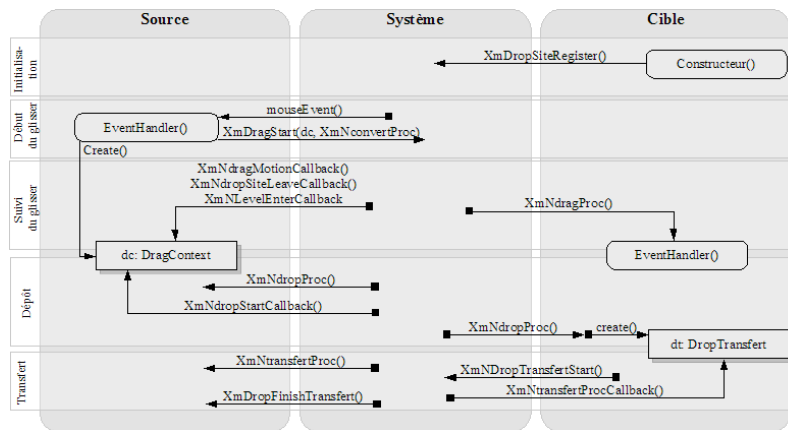 Source
Système
Cible
Initialisa-
tion
XmDropSiteRegister()
Constructeur()
Début
du glisser
mouseEvent()
EventHandler()
XmDragStart(dc, XmNconvertProc)
Create()
Suivi
du glisser
XmNdragMotionCallback()
XmNdropSiteLeaveCallback()
XmNLevelEnterCallback
XmNdragProc()
dc: DragContext
EventHandler()
Dépôt
XmNdropProc()
XmNdropStartCallback()
XmNdropProc()
create()
dt: DropTransfert
Transfert
XmNtransfertProc()
XmNDropTransfertStart()
XmNtransfertProcCallback()
XmDropFinishTransfert()